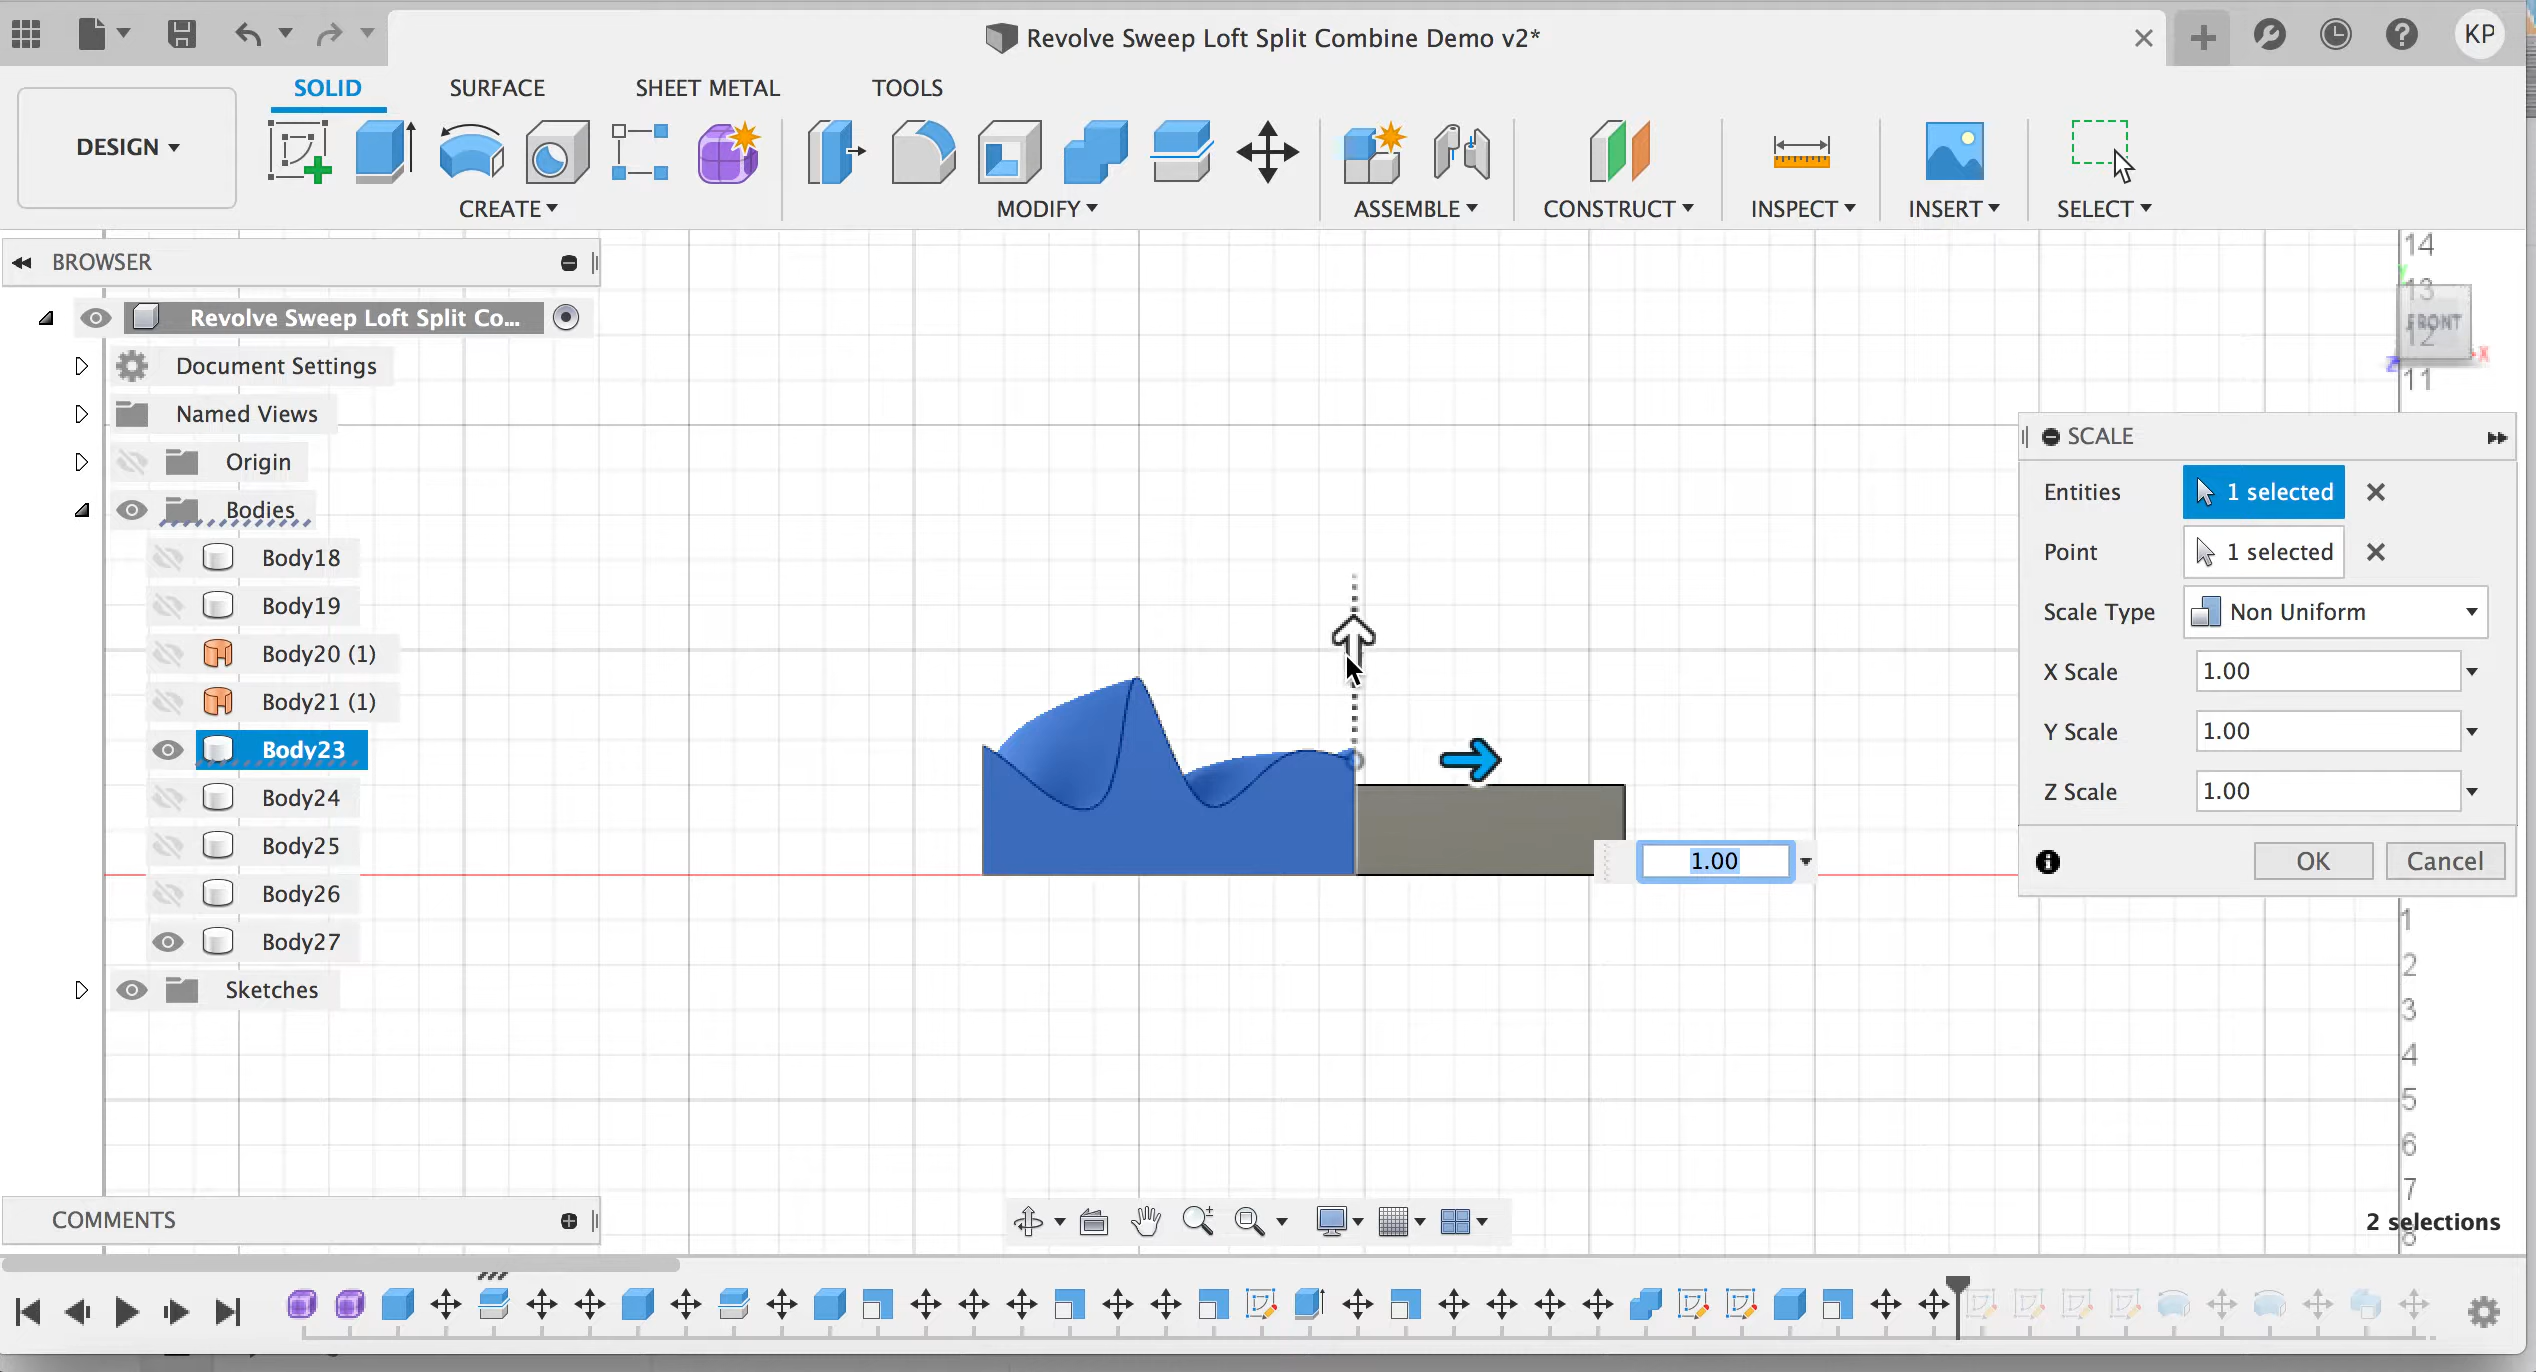 Revolve Sweep Loft Split Combine Demo v2*
KP
SOLID SURFACE SHEET METAL TOOLS
DESIGN
CREATE MODIFY ASSEMBLE CONSTRUCT INSPECT INSERT SELECT
BROWSER
Revolve Sweep Loft Split Co...
Document Settings
Named Views
Origin
Bodies
Body18
Body19
Body20 (1)
Body21 (1)
Body23
Body24
Body25
Body26
Body27
Sketches
14
13
FRONT
12
X
11
SCALE
Entities 1 selected
Point 1 selected
Scale Type Non Uniform
X Scale 1.00
Y Scale 1.00
Z Scale 1.00
OK Cancel
1.00
1
2
3
4
5
6
7
8
COMMENTS
2 selections